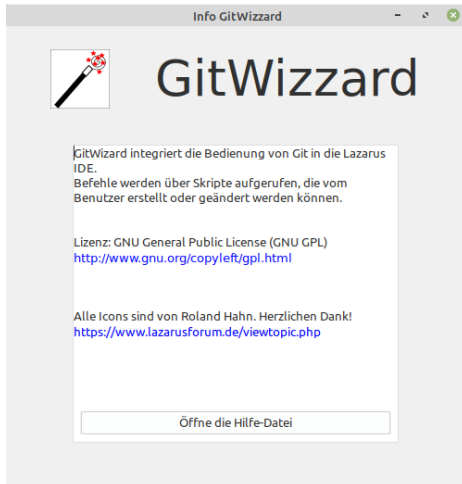 Info GitWizzard
GitWizzard
GitWizard integriert die Bedienung von Git in die Lazarus
IDE.
Befehle werden über Skripte aufgerufen, die vom
Benutzer erstellt oder geändert werden können.
Lizenz: GNU General Public License (GNU GPL)
http://www.gnu.org/copyleft/gpl.html
Alle Icons sind von Roland Hahn. Herzlichen Dank!
https://www.lazarusforum.de/viewtopic.php
Öffne die Hilfe-Datei